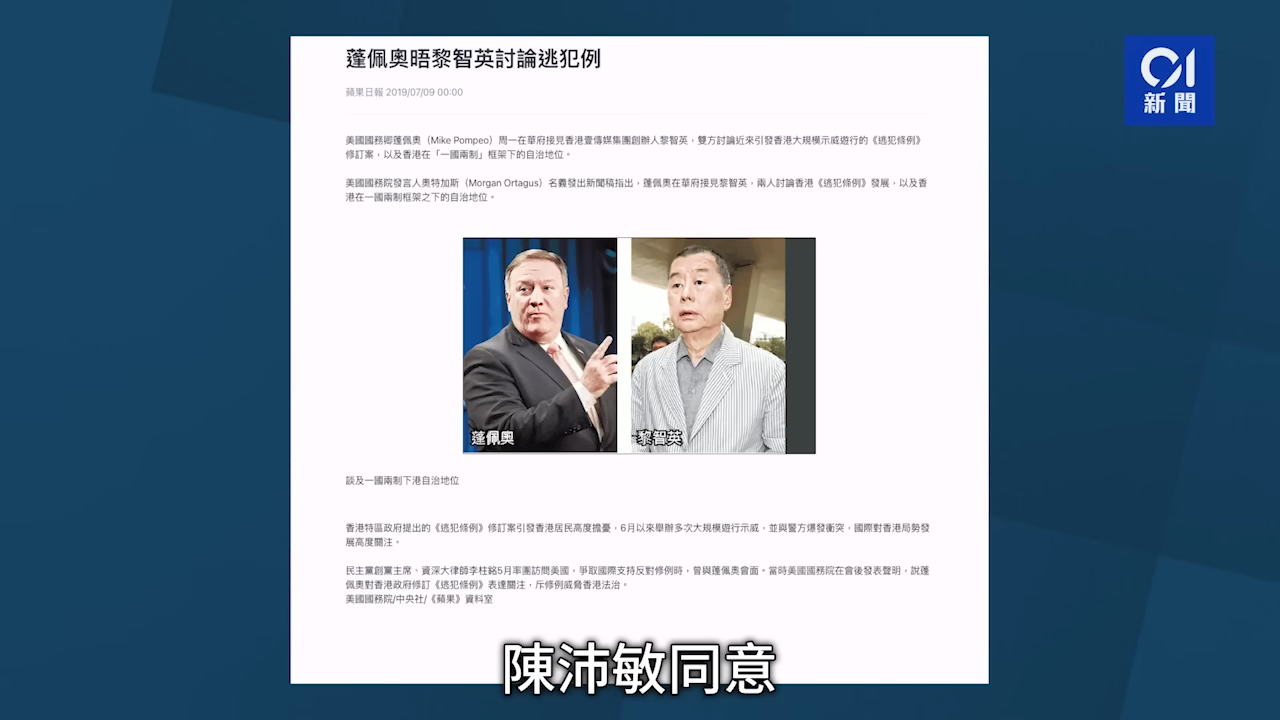 蓬佩奧晤黎智英討論逃犯例
01
新聞
蘋果日報 2019/07/09 00:00
美國國務卿蓬佩奧（Mike Pompeo）周一在華府接見香港壹傳媒集團創辦人黎智英，雙方討論近來引發香港大規模示威遊行的《逃犯條例》
修訂案，以及香港在「一國兩制」框架下的自治地位。
美國國務院發言人奧特加斯（Morgan Ortagus）名義發出新聞稿指出，蓬佩奧在華府接見黎智英，兩人討論香港《逃犯條例》發展，以及香
港在一國兩制框架之下的自治地位。
蓬佩奧
黎智英
談及一國兩制下港自治地位
香港特區政府提出的《逃犯條例》修訂案引發香港居民高度擔憂，6月以來舉辦多次大規模遊行示威，並與警方爆發衝突，國際對香港局勢發
展高度關注。
民主黨創黨主席、資深大律師李柱銘5月率團訪問美國，爭取國際支持反對修例時，曾與蓬佩奧會面。當時美國國務院在會後發表聲明，說蓬
佩奧對香港政府修訂《逃犯條例》表達關注，斥修例威脅香港法治。
美國國務院/中央社/《蘋果》資料室
陳沛敏同意